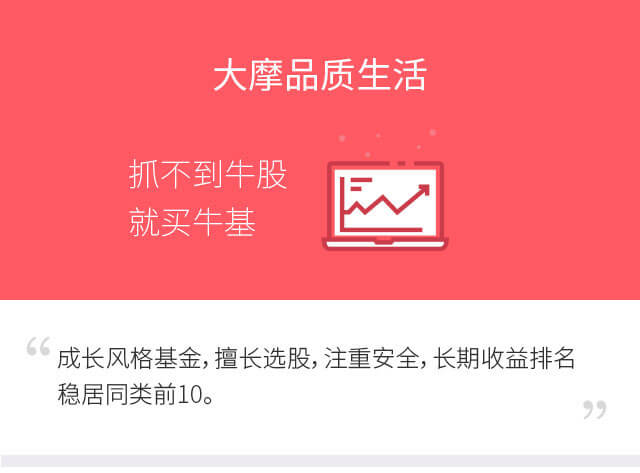 大摩品质生活
抓不到牛股
就买牛基
“成长风格基金，擅长选股，注重安全，长期收益排名
稳居同类前10。”